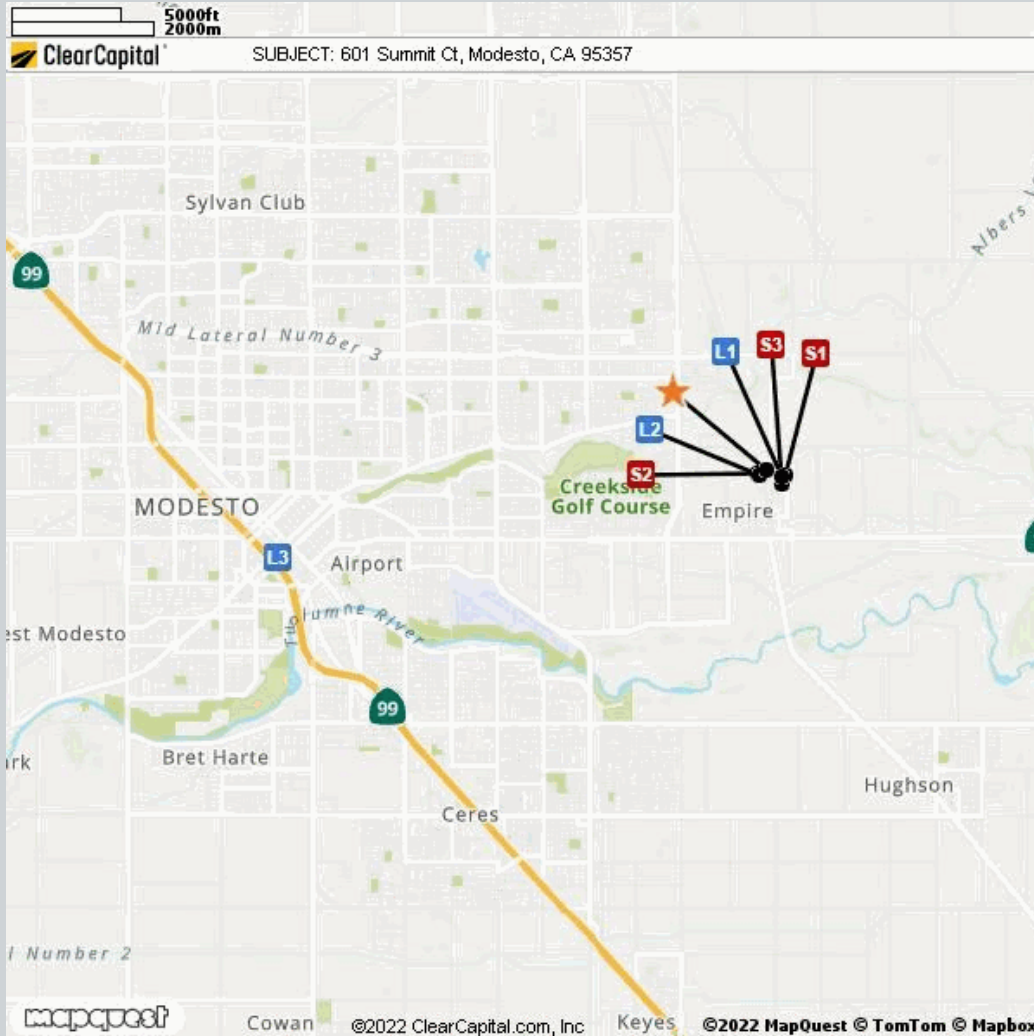 5000ft
2000m
ClearCapital
SUBJECT: 601 Summit Ct, Modesto, CA 95357
Sylvan Club
Albers
99
Mid Lateral Number 3
L1
S3
S1
L2
S2
Creekside
Golf Course
Empire
MODESTO
L3
Airport
Tuolumne River
est Modesto
99
Bret Harte
ark
Hughson
Ceres
l Number 2
mapquest
Cowan
©2022 ClearCapital.com, Inc
Keyes
©2022 MapQuest © TomTom © Mapbo